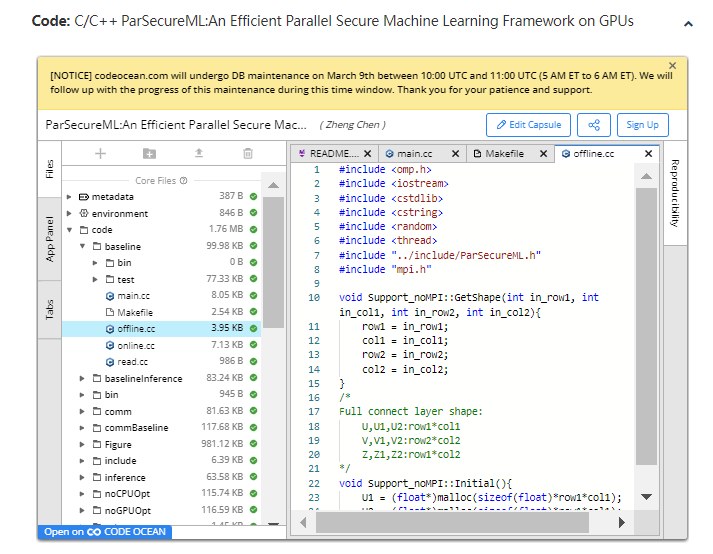 Code: C/C++ ParSecureML:An Efficient Parallel Secure Machine Learning Framework on GPUs
[NOTICE] codeocean.com will undergo DB maintenance on March 9th between 10:00 UTC and 11:00 UTC (5 AM ET to 6 AM ET). We will
follow up with the progress of this maintenance during this time window. Thank you for your patience and support.
ParSecureML:An Efficient Parallel Secure Mac... ( Zheng Chen ) Edit Capsule Sign Up
Files
App Panel
Tabs
Core Files
metadata 387 B
environment 846 B
code 1.76 MB
baseline 99.98 KB
bin 0 B
test 77.33 KB
main.cc 8.05 KB
Makefile 2.54 KB
offline.cc 3.95 KB
online.cc 7.13 KB
read.cc 986 B
baselineInference 83.24 KB
bin 945 B
comm 81.63 KB
commBaseline 117.68 KB
Figure 981.12 KB
include 6.39 KB
inference 63.58 KB
noCPUOpt 115.74 KB
noGPUOpt 116.59 KB
Open on CODE OCEAN
README.... main.cc Makefile offline.cc
1 #include <omp.h>
2 #include <iostream>
3 #include <cstdlib>
4 #include <cstring>
5 #include <random>
6 #include <thread>
7 #include "../include/ParSecureML.h"
8 #include "mpi.h"
9
10 void Support_noMPI::GetShape(int in_row1, int
in_col1, int in_row2, int in_col2){
11 row1 = in_row1;
12 col1 = in_col1;
13 row2 = in_row2;
14 col2 = in_col2;
15 }
16 /*
17 Full connect layer shape:
18 U,U1,U2:row1*col1
19 V,V1,V2:row2*col2
20 Z,Z1,Z2:row1*col2
21 */
22 void Support_noMPI::Initial(){
23 U1 = (float*)malloc(sizeof(float)*row1*col1);
Reproducibility